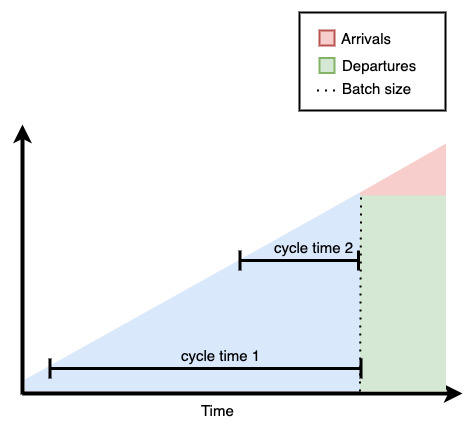 Arrivals
Departures
Batch size
cycle time 2
cycle time 1
Time